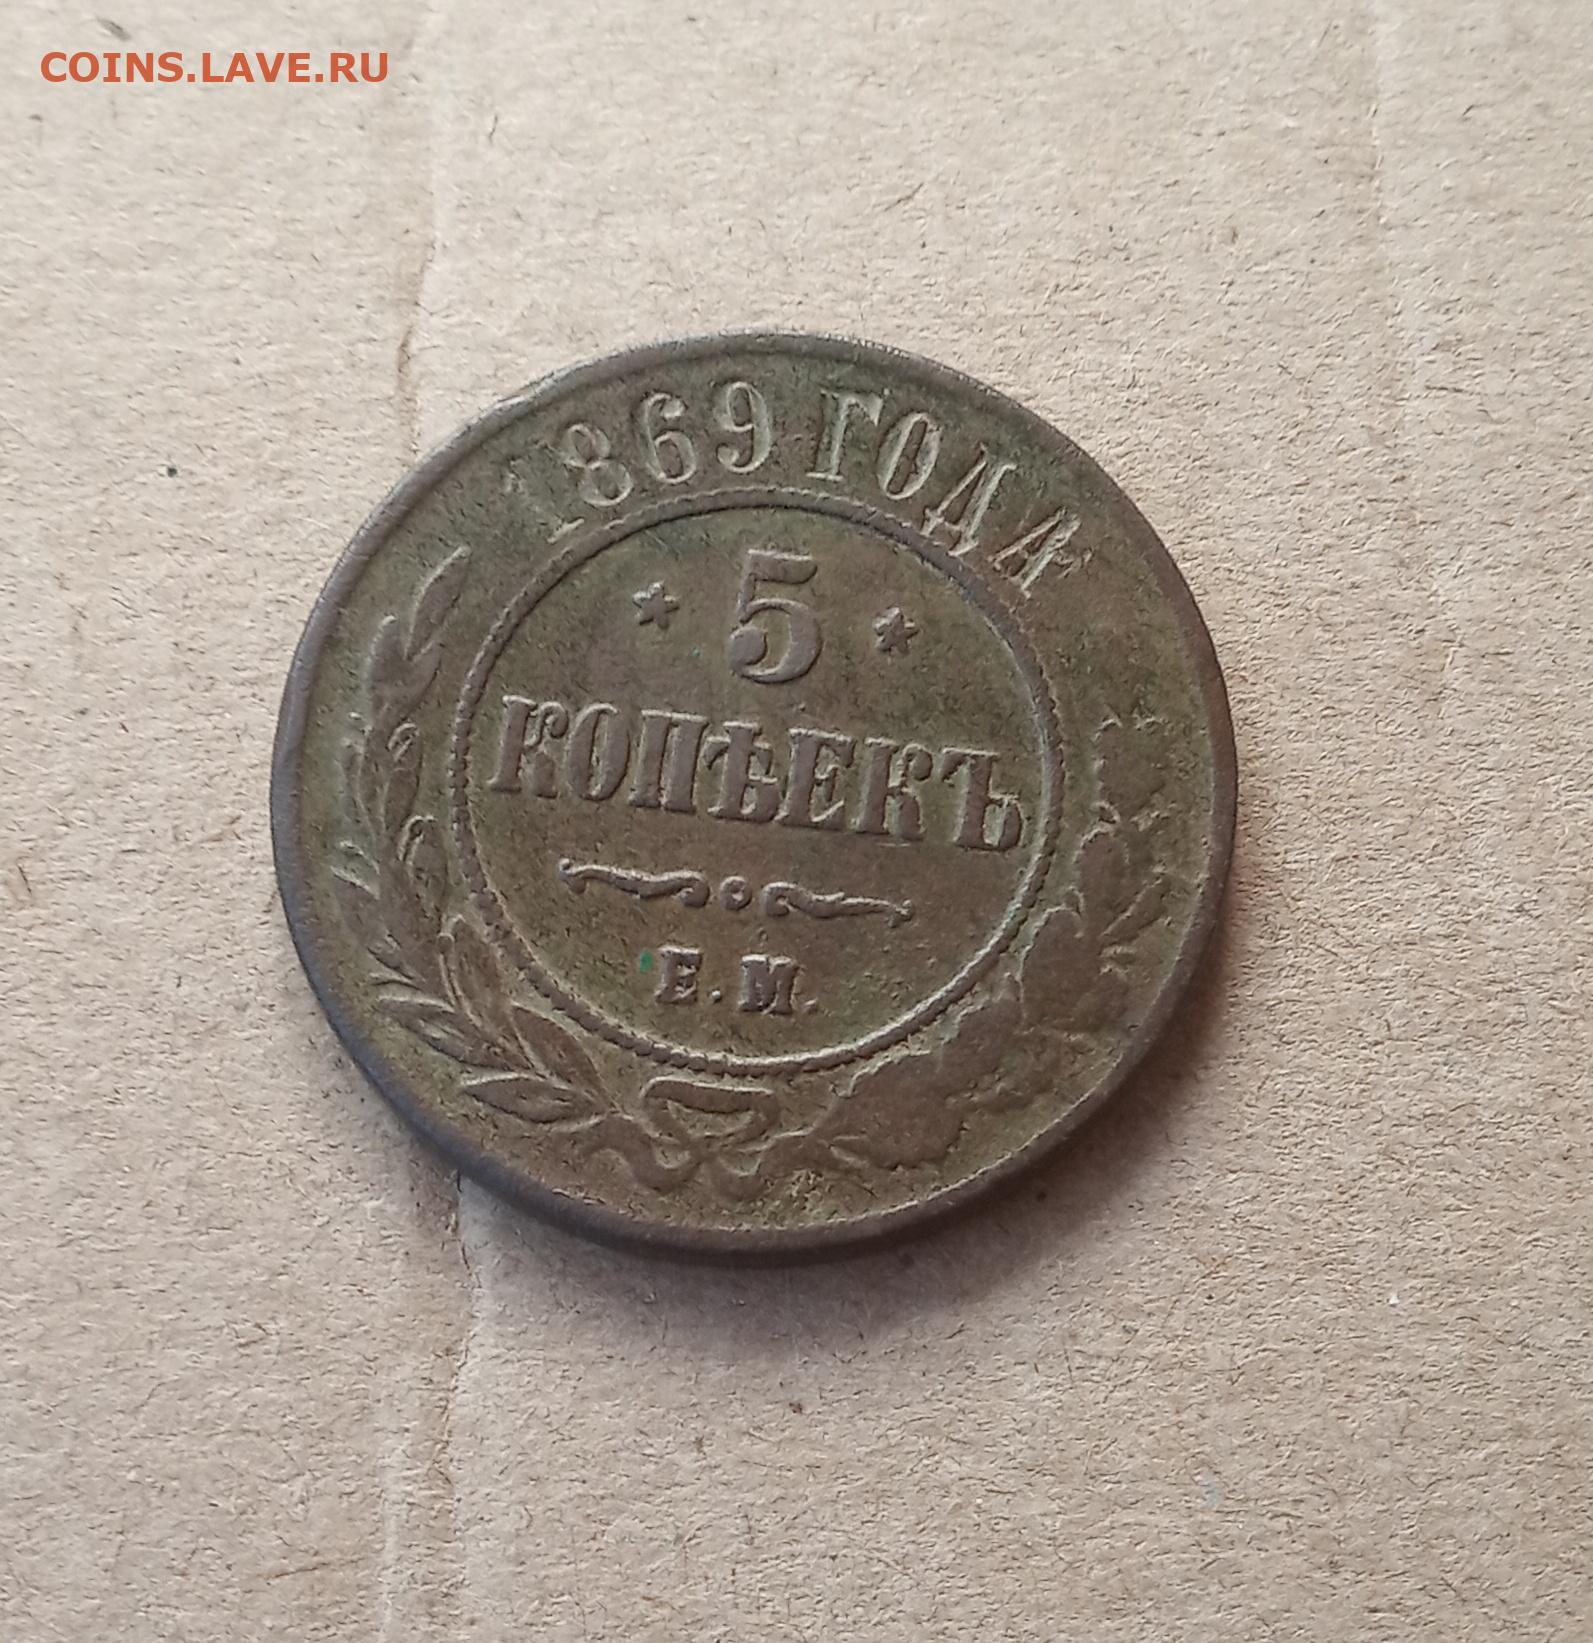 COINS.LAVE.RU
1869 ГОДА
5
КОПѢЕКЪ
Е.М.